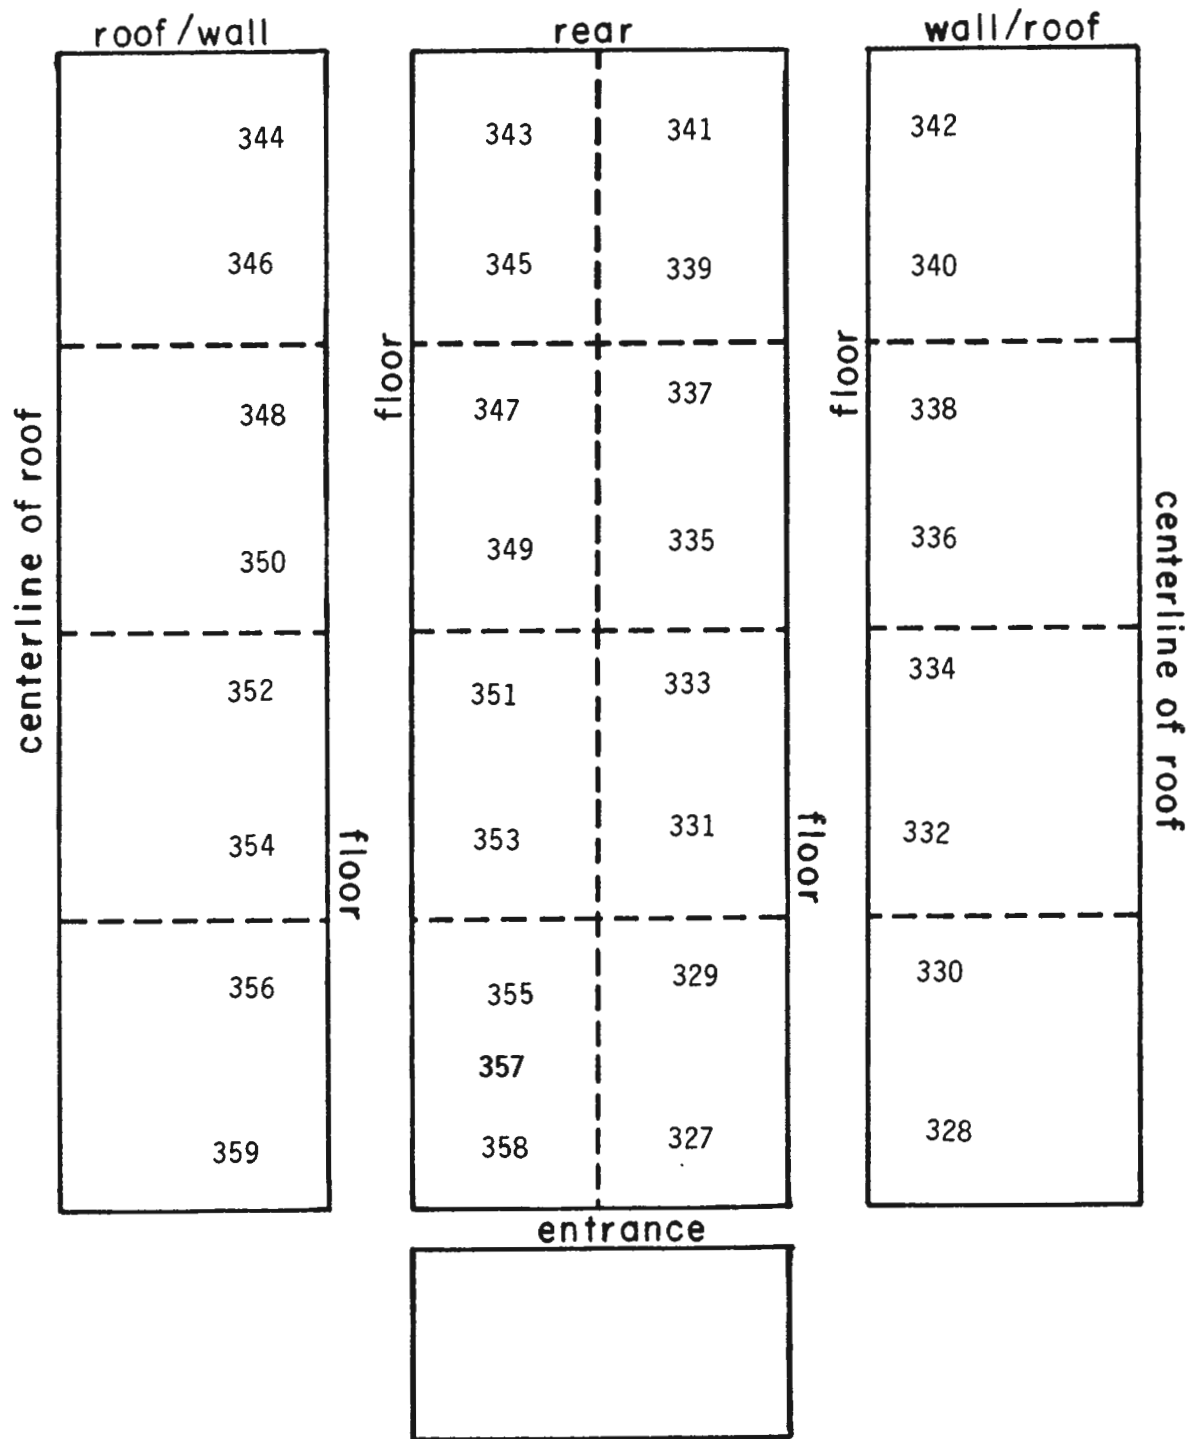 roof/wall rear wall/roof
344 343 341 342
346 345 339 340
floor floor
348 347 337 338
centerline of roof
350 349 335 336
centerline of roof
352 351 333 334
354 353 331 332
floor floor
356 355 329 330
357
359 358 327 328
entrance